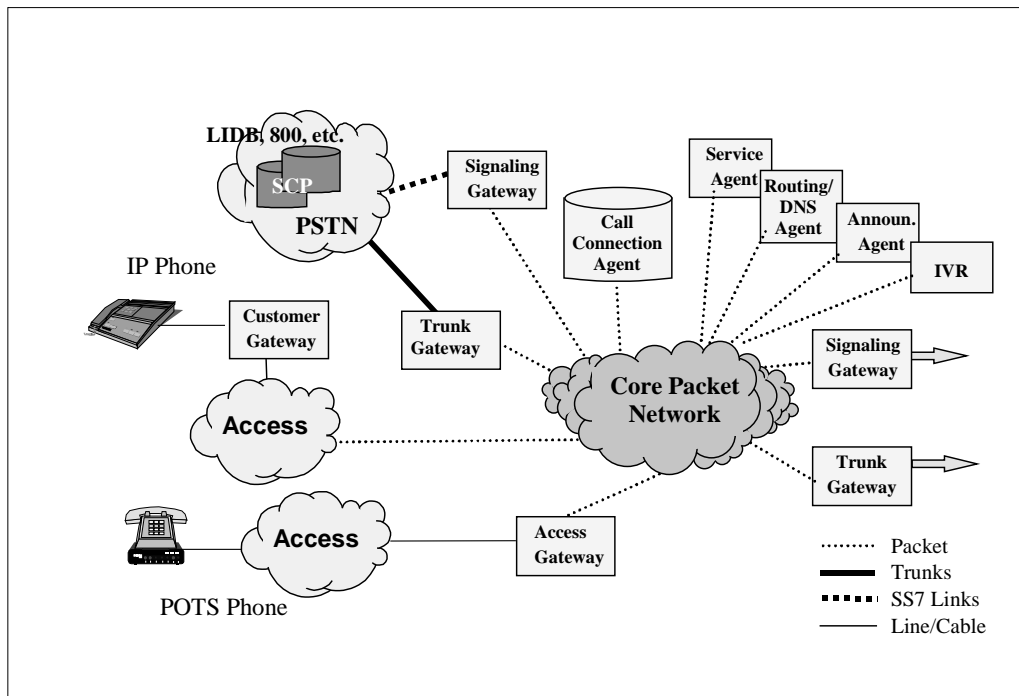 LIDB, 800, etc.
SCP
PSTN
Signaling
Gateway
Call
Connection
Agent
Service
Agent
Routing/
DNS
Agent
Announ.
Agent
IVR
IP Phone
Customer
Gateway
Trunk
Gateway
Core Packet
Network
Signaling
Gateway
Access
Trunk
Gateway
Access
Access
Gateway
POTS Phone
Packet
Trunks
SS7 Links
Line/Cable